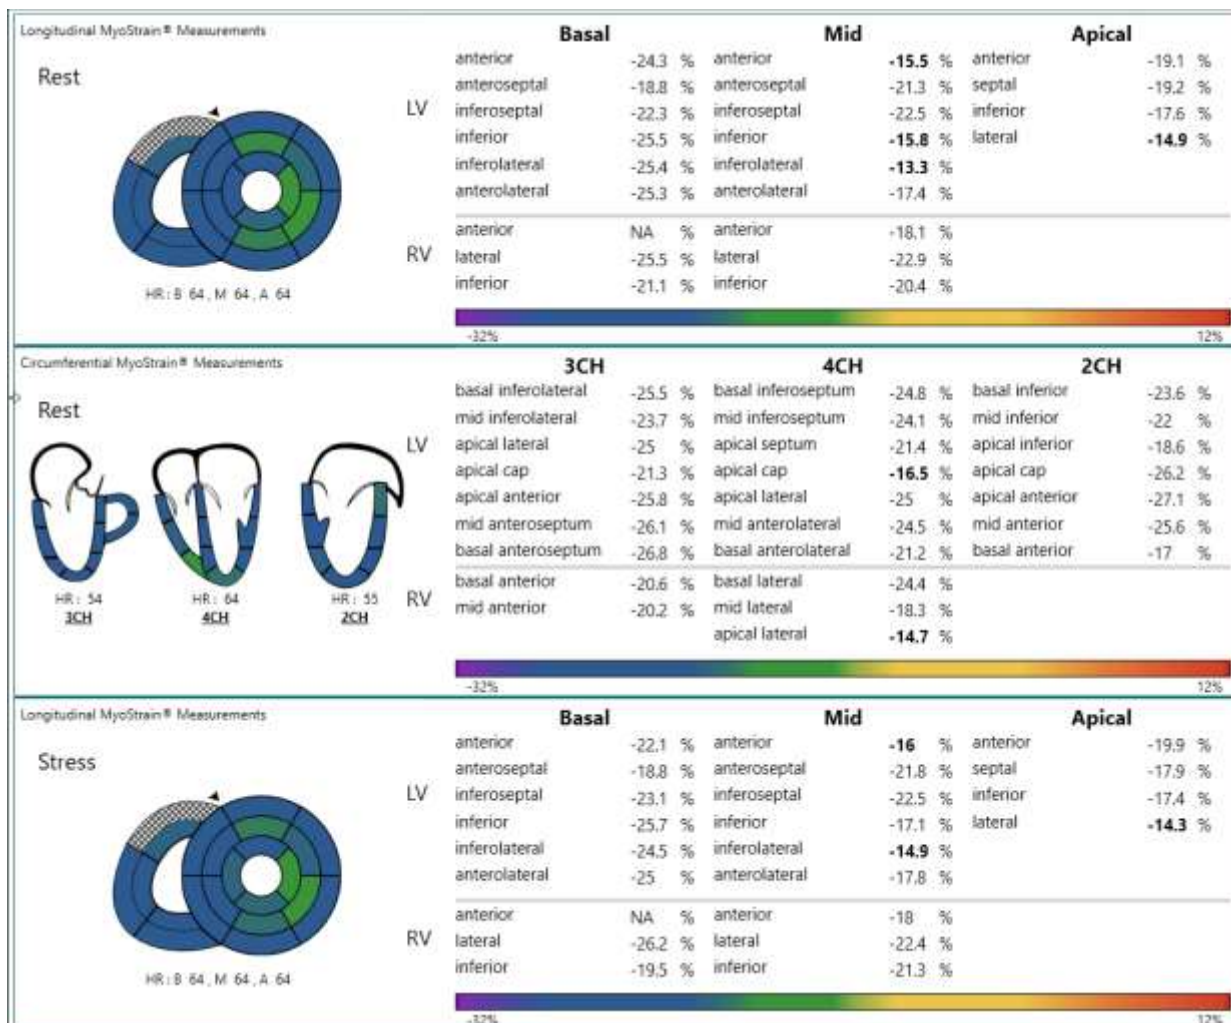 Longitudinal MyoStrain® Measurements
Rest
LV
RV
HR: B 64, M 64, A 64
Basal Mid Apical
anterior -24.3 % anterior -15.5 % anterior -19.1 %
anteroseptal -18.8 % anteroseptal -21.3 % septal -19.2 %
inferoseptal -22.3 % inferoseptal -22.5 % inferior -17.6 %
inferior -25.5 % inferior -15.8 % lateral -14.9 %
inferolateral -25.4 % inferolateral -13.3 %
anterolateral -25.3 % anterolateral -17.4 %
anterior NA % anterior -18.1 %
lateral -25.5 % lateral -22.9 %
inferior -21.1 % inferior -20.4 %
-32% 12%
Circumferential MyoStrain® Measurements
Rest
LV
RV
HR: 54 HR: 64 HR: 55
3CH 4CH 2CH
3CH 4CH 2CH
basal inferolateral -25.5 % basal inferoseptum -24.8 % basal inferior -23.6 %
mid inferolateral -23.7 % mid inferoseptum -24.1 % mid inferior -22 %
apical lateral -25 % apical septum -21.4 % apical inferior -18.6 %
apical cap -21.3 % apical cap -16.5 % apical cap -26.2 %
apical anterior -25.8 % apical lateral -25 % apical anterior -27.1 %
mid anteroseptum -26.1 % mid anterolateral -24.5 % mid anterior -25.6 %
basal anteroseptum -26.8 % basal anterolateral -21.2 % basal anterior -17 %
basal anterior -20.6 % basal lateral -24.4 %
mid anterior -20.2 % mid lateral -18.3 %
apical lateral -14.7 %
-32% 12%
Longitudinal MyoStrain® Measurements
Stress
LV
RV
HR: B 64, M 64, A 64
Basal Mid Apical
anterior -22.1 % anterior -16 % anterior -19.9 %
anteroseptal -18.8 % anteroseptal -21.8 % septal -17.9 %
inferoseptal -23.1 % inferoseptal -22.5 % inferior -17.4 %
inferior -25.7 % inferior -17.1 % lateral -14.3 %
inferolateral -24.5 % inferolateral -14.9 %
anterolateral -25 % anterolateral -17.8 %
anterior NA % anterior -18 %
lateral -26.2 % lateral -22.4 %
inferior -19.5 % inferior -21.3 %
-32% 12%